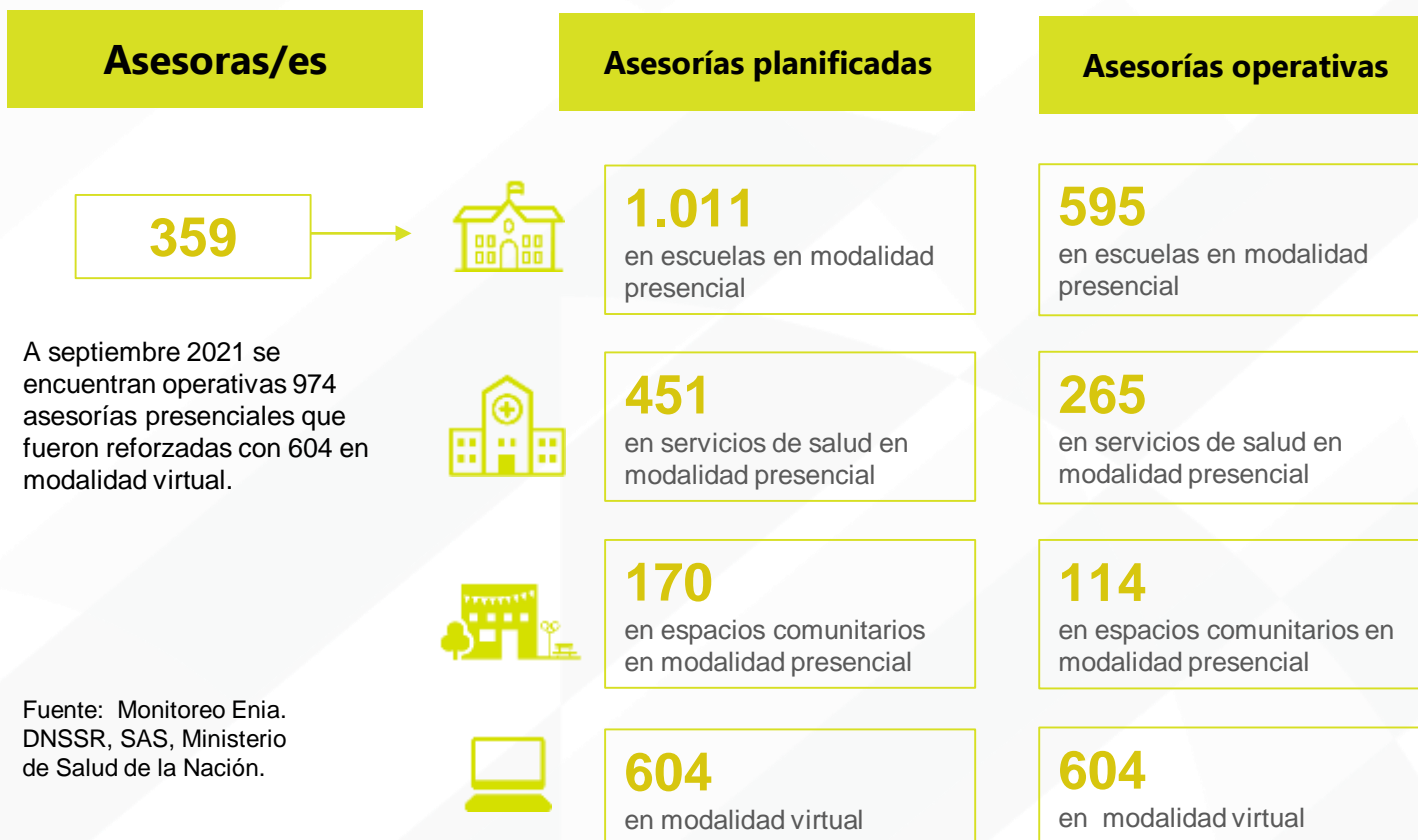 Asesoras/es
Asesorías planificadas
Asesorías operativas
359
1.011
en escuelas en modalidad
presencial
595
en escuelas en modalidad
presencial
A septiembre 2021 se
encuentran operativas 974
asesorías presenciales que
fueron reforzadas con 604 en
modalidad virtual.
451
en servicios de salud en
modalidad presencial
265
en servicios de salud en
modalidad presencial
170
en espacios comunitarios
en modalidad presencial
114
en espacios comunitarios en
modalidad presencial
Fuente: Monitoreo Enia.
DNSSR, SAS, Ministerio
de Salud de la Nación.
604
en modalidad virtual
604
en modalidad virtual